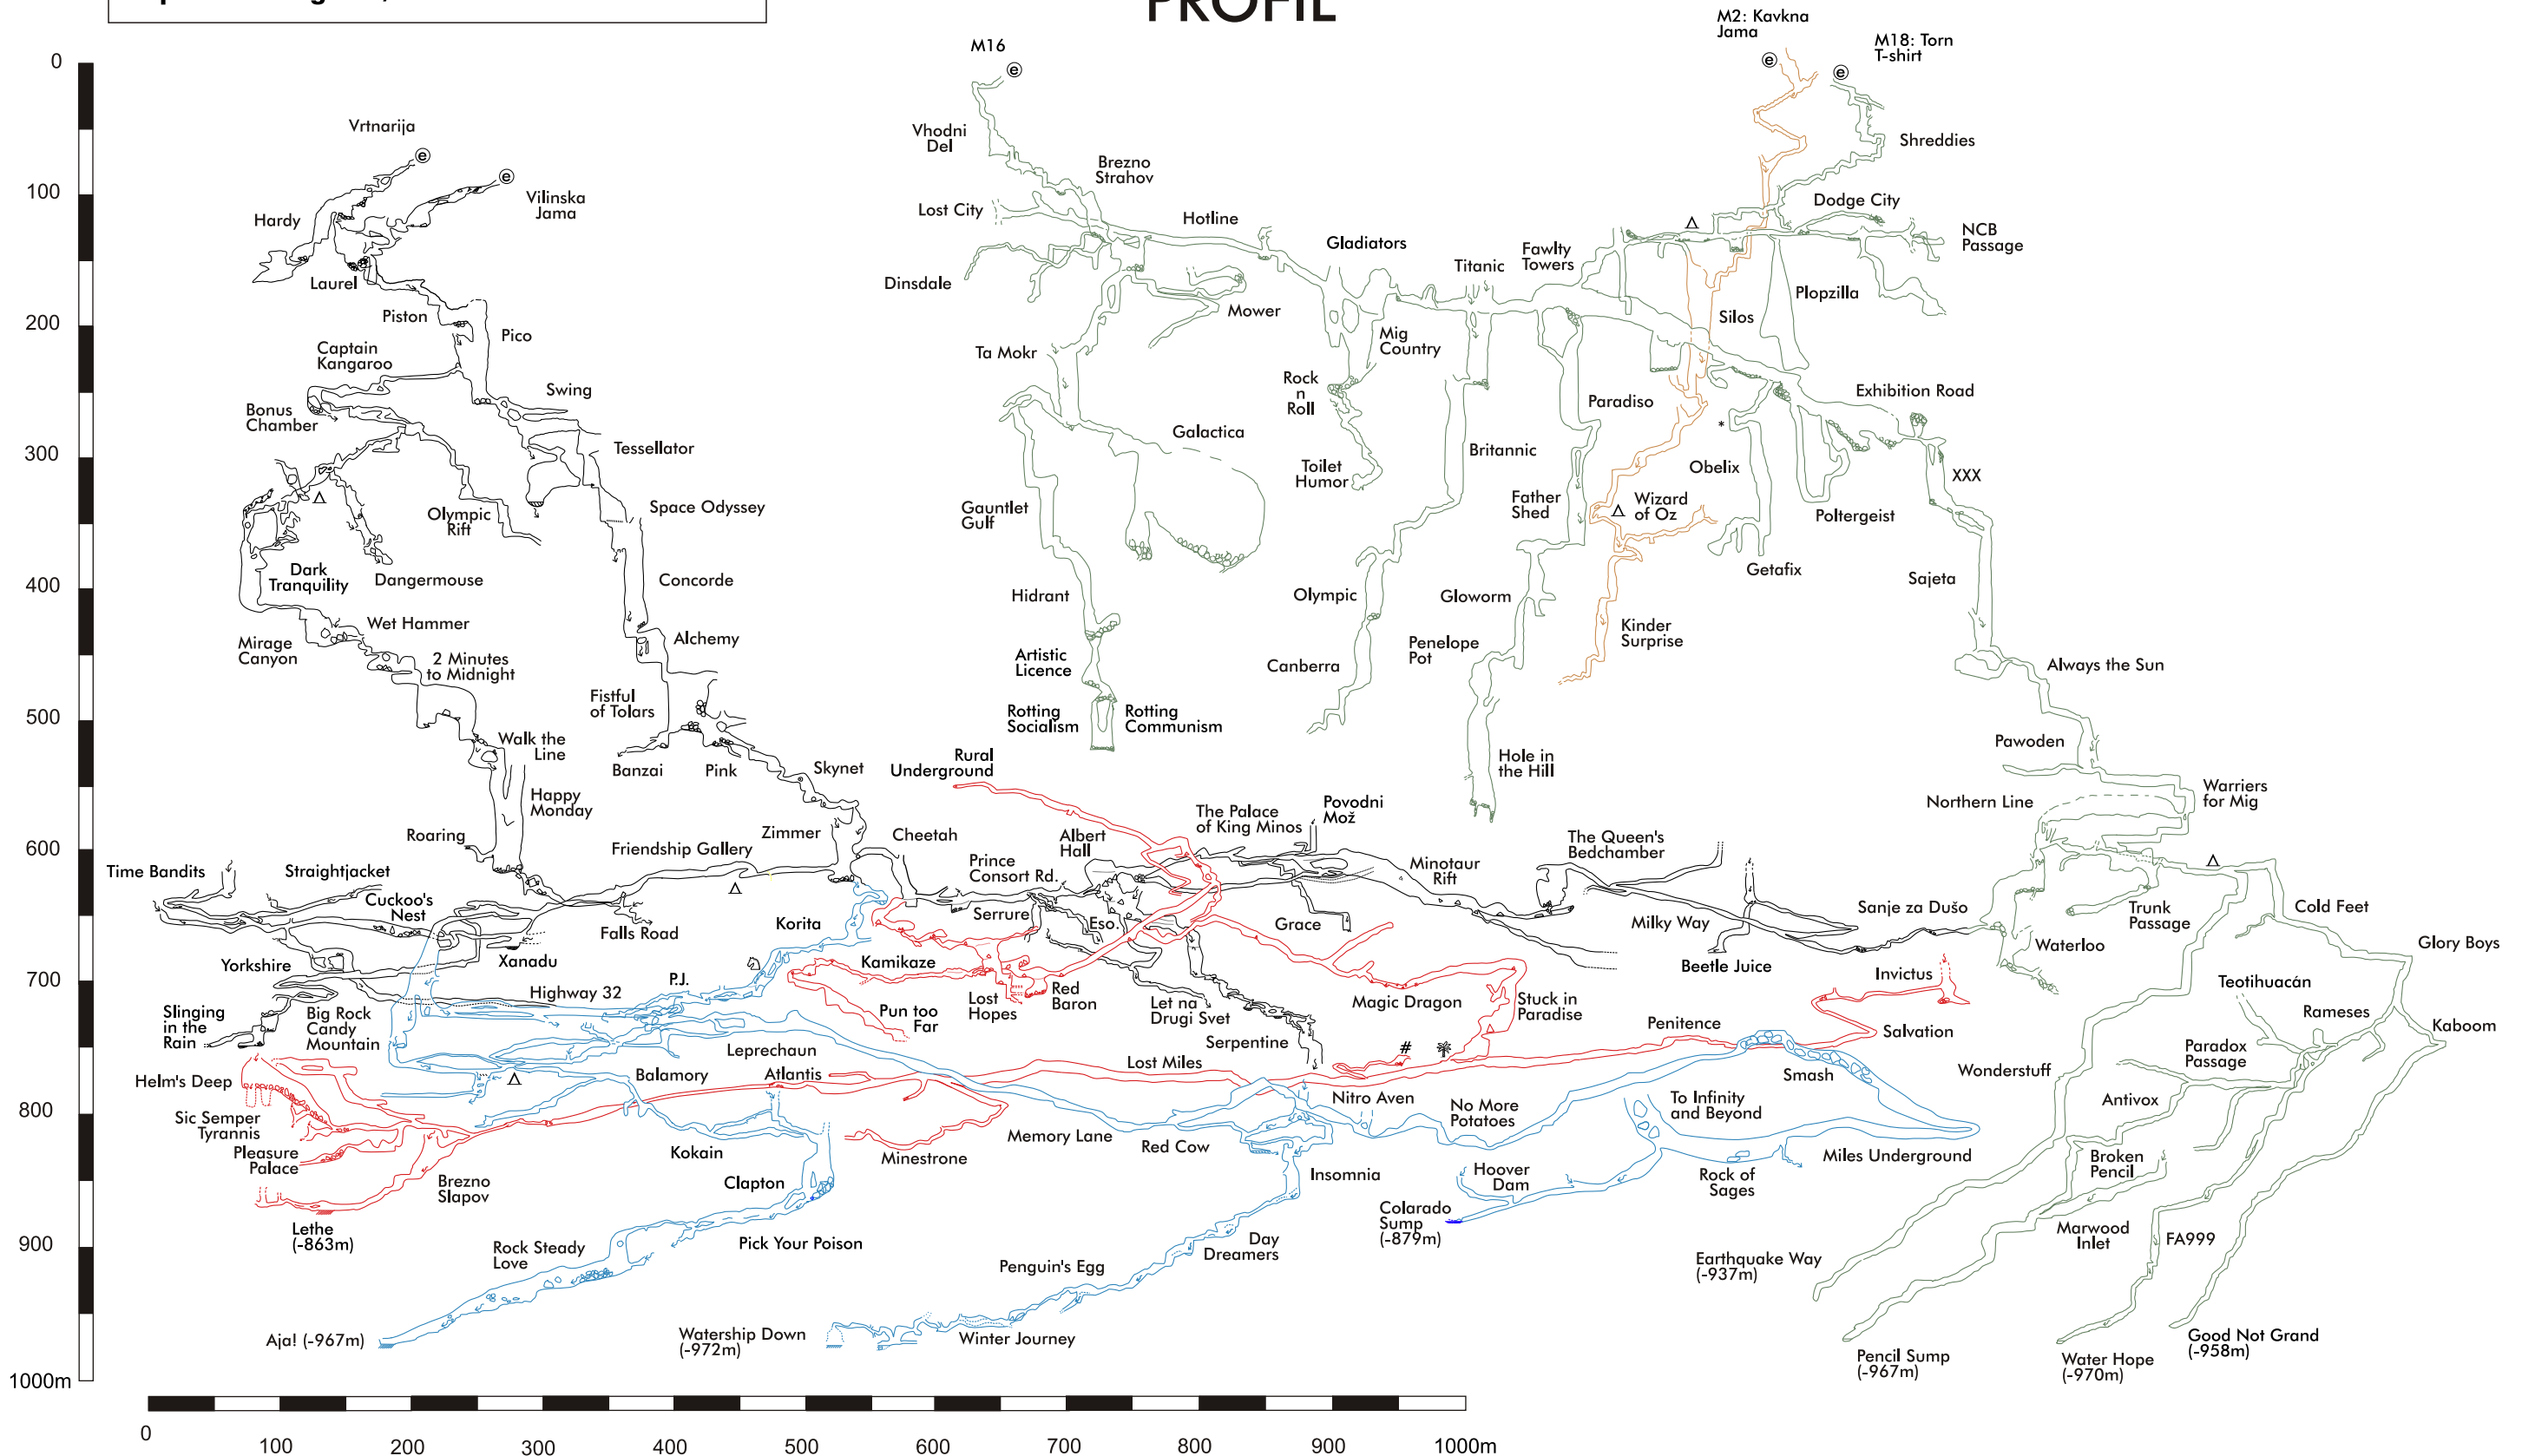 PROFIL
M2: Kavkna
Jama
M18: Torn
T-shirt
M16
0
Vrtnarija
Vhodni
Del
Shreddies
Brezno
Strahov
100
Vilinska
Jama
Hardy
Lost City
Hotline
Dodge City
NCB
Passage
Gladiators
Fawlty
Towers
Titanic
Laurel
Dinsdale
Plopzilla
Piston
Mower
Silos
200
Pico
Captain
Kangaroo
Ta Mokr
Mig
Country
Swing
Rock
n
Roll
Paradiso
Exhibition Road
Bonus
Chamber
Galactica
*
300
Tessellator
Britannic
Toilet
Humor
Obelix
XXX
Space Odyssey
Olympic
Rift
Gauntlet
Gulf
Father
Shed
Wizard
of Oz
Poltergeist
Dark
Tranquility
Dangermouse
Getafix
400
Concorde
Hidrant
Olympic
Gloworm
Sajeta
Wet Hammer
Mirage
Canyon
Alchemy
Kinder
Surprise
2 Minutes
to Midnight
Artistic
Licence
Canberra
Penelope
Pot
Always the Sun
Fistful
of Tolars
500
Rotting
Socialism
Rotting
Communism
Walk the
Line
Pawoden
Banzai
Pink
Skynet
Rural
Underground
Hole in
the Hill
Happy
Monday
The Palace
of King Minos
Povodni
Mož
Northern Line
Warriers
for Mig
600
Roaring
Friendship Gallery
Zimmer
Cheetah
Albert
Hall
The Queen's
Bedchamber
Time Bandits
Straightjacket
Prince
Consort Rd.
Minotaur
Rift
Cuckoo's
Nest
Falls Road
Korita
Serrure
Eso.
Grace
Milky Way
Sanje za Dušo
Trunk
Passage
Cold Feet
Waterloo
Glory Boys
Yorkshire
Xanadu
Kamikaze
Beetle Juice
Invictus
700
Highway 32
P.J.
Teotihuacán
Slinging
in the
Rain
Big Rock
Candy
Mountain
Pun too
Far
Lost
Hopes
Red
Baron
Let na
Drugi Svet
Magic Dragon
Stuck in
Paradise
Penitence
Salvation
Rameses
Kaboom
Serpentine
#
Leprechaun
Lost Miles
Paradox
Passage
Helm's Deep
Balamory
Atlantis
Smash
Wonderstuff
800
Sic Semper
Tyrannis
Nitro Aven
No More
Potatoes
To Infinity
and Beyond
Antivox
Pleasure
Palace
Kokain
Minestrone
Memory Lane
Red Cow
Miles Underground
Broken
Pencil
Brezno
Slapov
Clapton
Insomnia
Hoover
Dam
Rock of
Sages
Lethe
(-863m)
Colarado
Sump
(-879m)
900
Rock Steady
Love
Pick Your Poison
Day
Dreamers
Marwood
Inlet
FA999
Penguin's Egg
Earthquake Way
(-937m)
Aja! (-967m)
Watership Down
(-972m)
Winter Journey
Good Not Grand
(-958m)
Pencil Sump
(-967m)
Water Hope
(-970m)
1000m
0
100
200
300
400
500
600
700
800
900
1000m